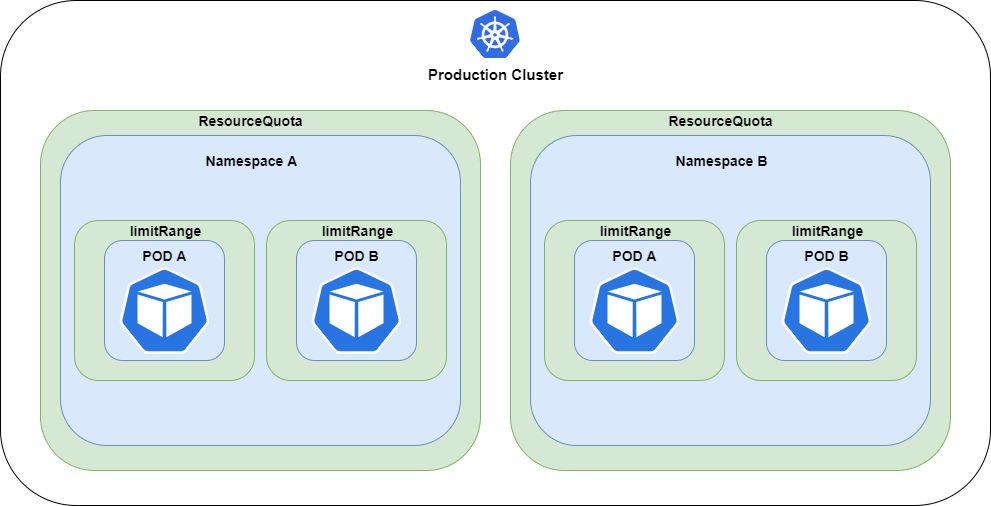 Production Cluster
ResourceQuota
ResourceQuota
Namespace A
Namespace B
limitRange
limitRange
limitRange
limitRange
POD A
POD B
POD A
POD B